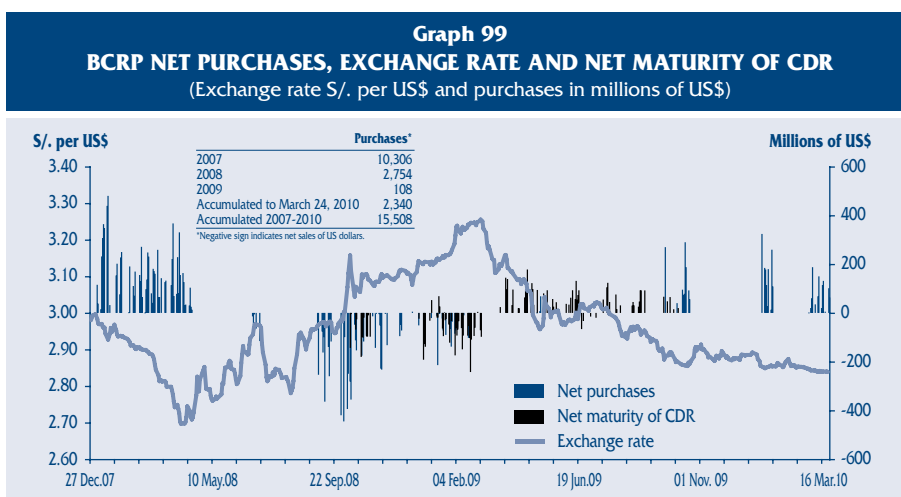 Graph 99
BCRP NET PURCHASES, EXCHANGE RATE AND NET MATURITY OF CDR
(Exchange rate S/. per US$ and purchases in millions of US$)
S/. per US$
Millions of US$
Purchases*
2007 10,306
2008 2,754
2009 108
Accumulated to March 24, 2010 2,340
Accumulated 2007-2010 15,508
*Negative sign indicates net sales of US dollars.
3.40
3.30
3.20
3.10
3.00
2.90
2.80
2.70
2.60
600
400
200
0
-200
-400
-600
Net purchases
Net maturity of CDR
Exchange rate
27 Dec.07 10 May.08 22 Sep.08 04 Feb.09 19 Jun.09 01 Nov. 09 16 Mar.10